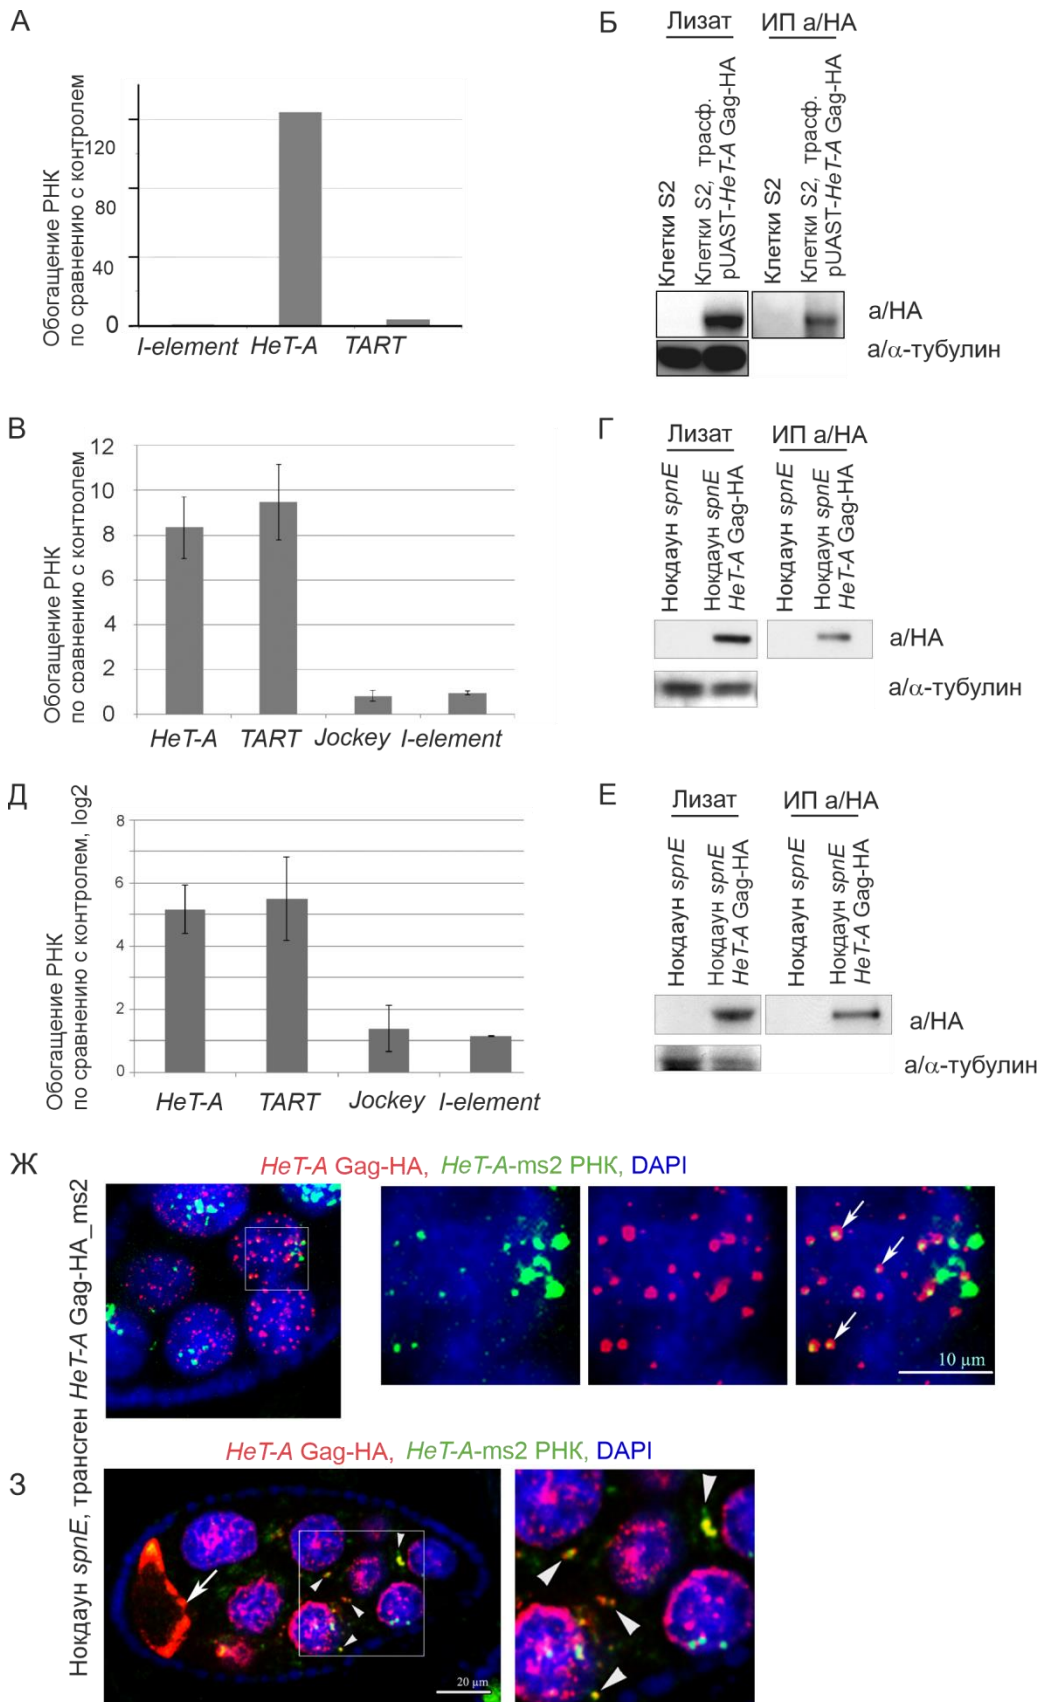 А
Обогащение РНК
по сравнению с контролем
120
80
40
0
I-element HeT-A TART
Б
Лизат ИП a/HA
Клетки S2
Клетки S2, трасф.
pUAST-HeT-A Gag-HA
Клетки S2
Клетки S2, трасф.
pUAST-HeT-A Gag-HA
a/HA
a/α-тубулин
В
Обогащение РНК
по сравнению с контролем
12
10
8
6
4
2
0
HeT-A TART Jockey I-element
Г
Лизат ИП a/HA
Нокдаун spnE
Нокдаун spnE
HeT-A Gag-HA
Нокдаун spnE
Нокдаун spnE
HeT-A Gag-HA
a/HA
a/α-тубулин
Д
Обогащение РНК
по сравнению с контролем, log2
8
6
4
2
0
HeT-A TART Jockey I-element
Е
Лизат ИП a/HA
Нокдаун spnE
Нокдаун spnE
HeT-A Gag-HA
Нокдаун spnE
Нокдаун spnE
HeT-A Gag-HA
a/HA
a/α-тубулин
Нокдаун spnE, трансген HeT-A Gag-HA_ms2
Ж
HeT-A Gag-HA, HeT-A-ms2 РНК, DAPI
10 µm
З
HeT-A Gag-HA, HeT-A-ms2 РНК, DAPI
20 µm